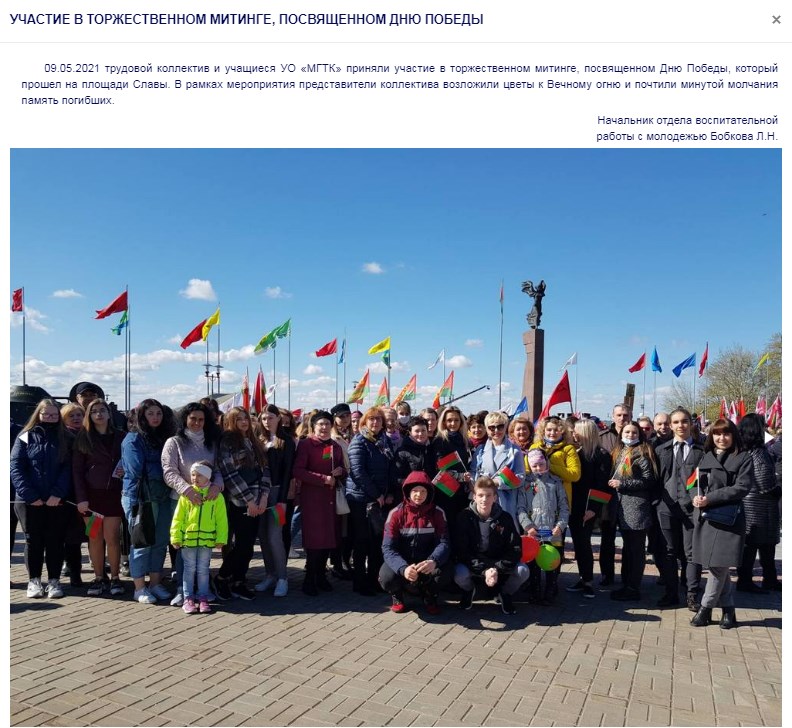 УЧАСТИЕ В ТОРЖЕСТВЕННОМ МИТИНГЕ, ПОСВЯЩЕННОМ ДНЮ ПОБЕДЫ
09.05.2021 трудовой коллектив и учащиеся УО «МГТК» приняли участие в торжественном митинге, посвященном Дню Победы, который
прошел на площади Славы. В рамках мероприятия представители коллектива возложили цветы к Вечному огню и почтили минутой молчания
память погибших.
Начальник отдела воспитательной
работы с молодежью Бобкова Л.Н.